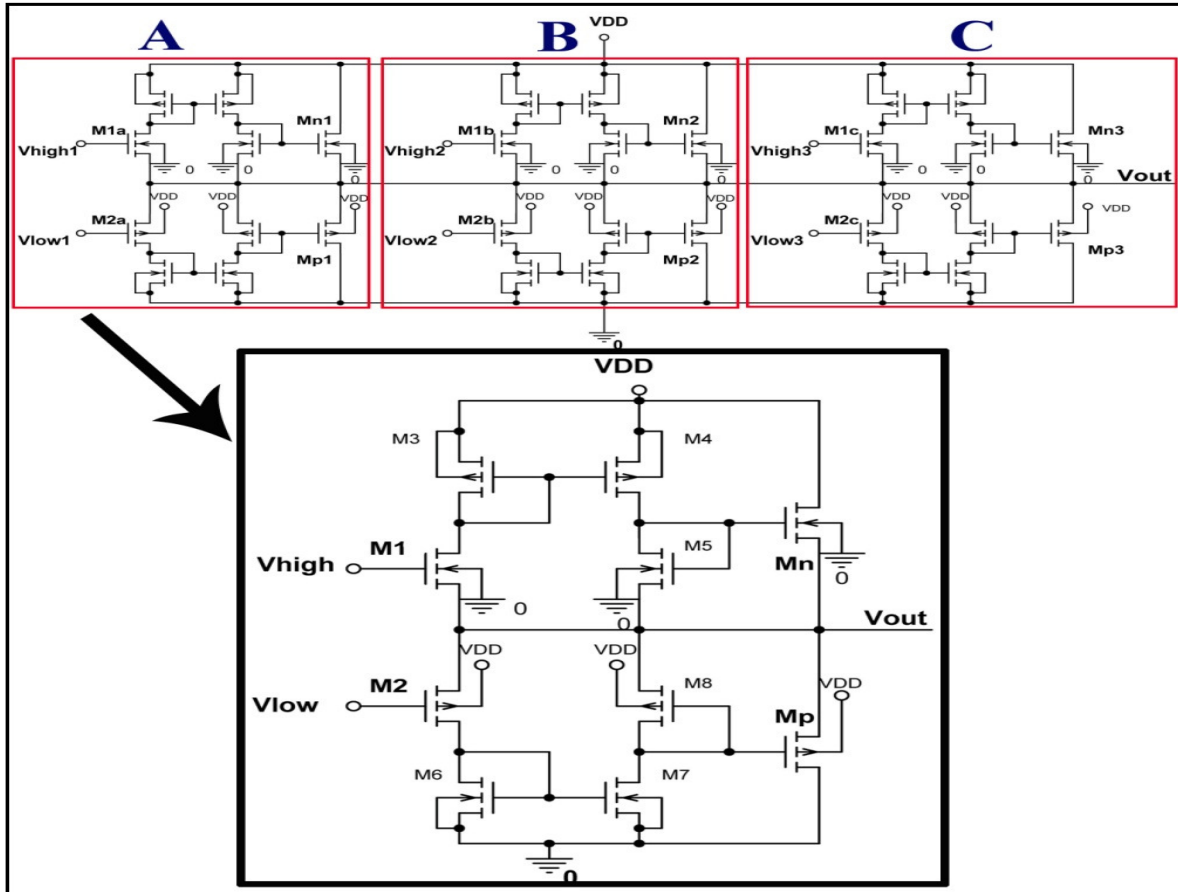 A B C
VDD
M1a Mn1 M1b Mn2 M1c Mn3
Vhigh1 Vhigh2 Vhigh3
0 0 0 0 0 0 0 0 0
Vout
VDD VDD VDD VDD VDD VDD VDD VDD VDD
M2a M2b M2c
Vlow1 Vlow2 Vlow3
Mp1 Mp2 Mp3
0
VDD
M3 M4
M1 M5
Vhigh Mn
0 0 0
Vout
VDD VDD VDD
M2 M8
Vlow Mp
M6 M7
0